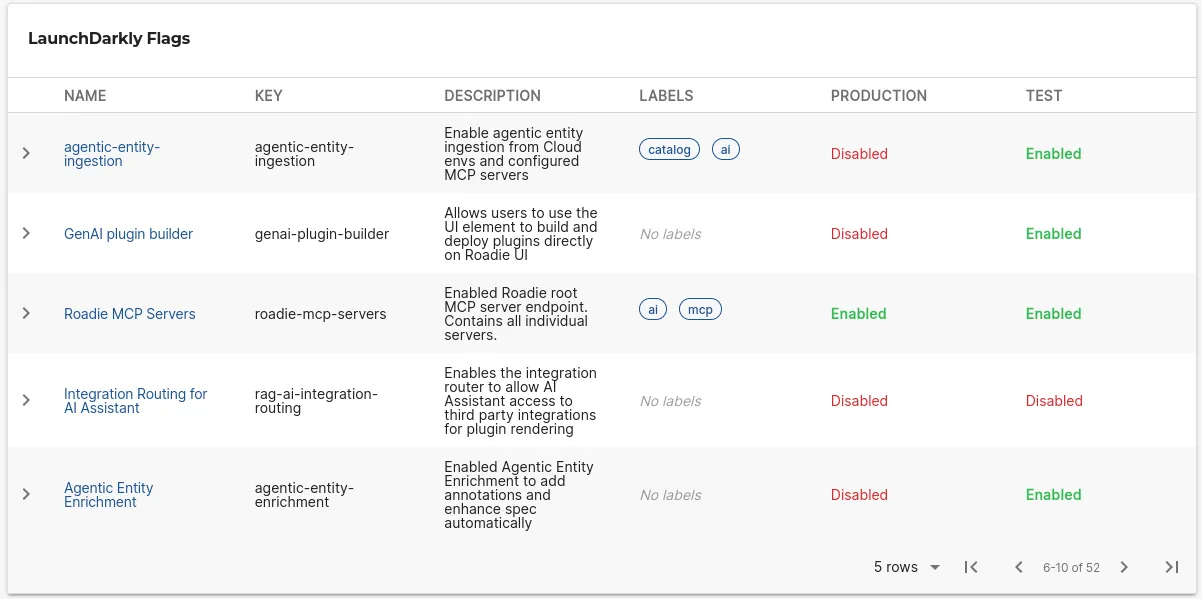 LaunchDarkly Flags
NAME KEY DESCRIPTION LABELS PRODUCTION TEST
agentic-entity-
ingestion
agentic-entity-
ingestion
Enable agentic entity
ingestion from Cloud
envs and configured
MCP servers
catalog ai
Disabled
Enabled
GenAI plugin builder
genai-plugin-builder
Allows users to use the
UI element to build and
deploy plugins directly
on Roadie UI
No labels
Disabled
Enabled
Roadie MCP Servers
roadie-mcp-servers
Enabled Roadie root
MCP server endpoint.
Contains all individual
servers.
ai mcp
Enabled
Enabled
Integration Routing for
AI Assistant
rag-ai-integration-
routing
Enables the integration
router to allow AI
Assistant access to
third party integrations
for plugin rendering
No labels
Disabled
Disabled
Agentic Entity
Enrichment
agentic-entity-
enrichment
Enabled Agentic Entity
Enrichment to add
annotations and
enhance spec
automatically
No labels
Disabled
Enabled
5 rows 6-10 of 52